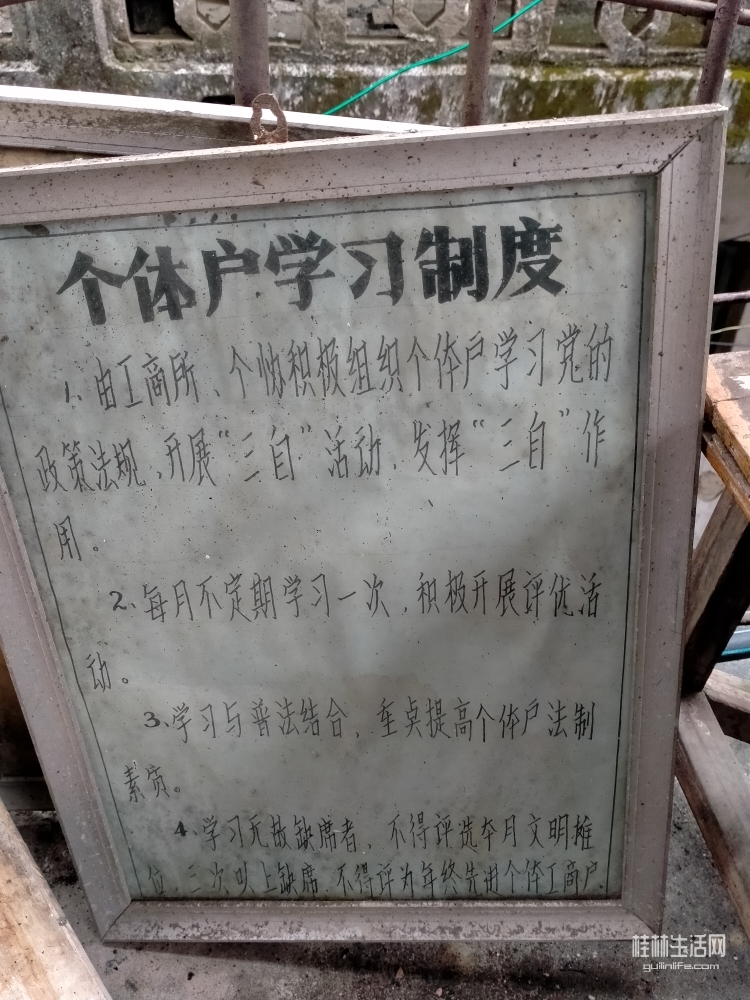 个体户学习制度
1、由工商所、个协积极组织个体户学习党的
政策法规，开展“三自”活动，发挥“三自”作
用。
2、每月不定期学习一次，积极开展评优活
动。
3、学习与普法结合，重点提高个体户法制
素质。
4、学习无故缺席者，不得评选本月文明摊
位，三次以上缺席，不得评为年终先进个体工商户
桂林生活网
guilinlife.com